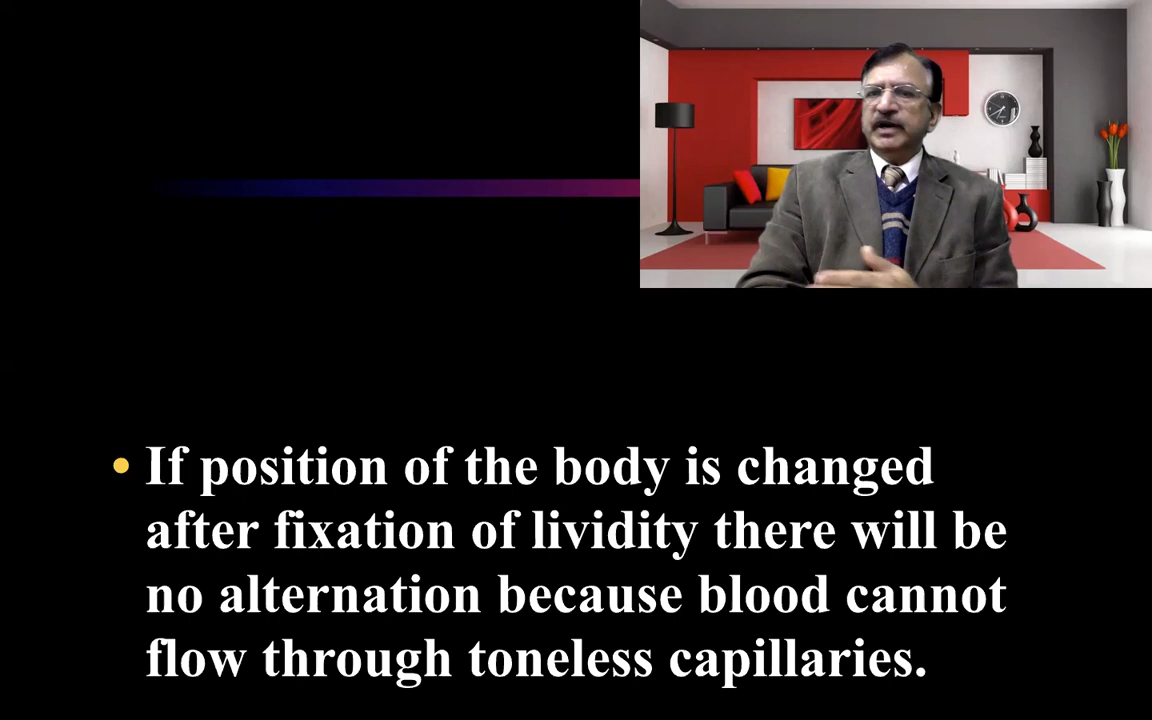 • If position of the body is changed
after fixation of lividity there will be
no alternation because blood cannot
flow through toneless capillaries.